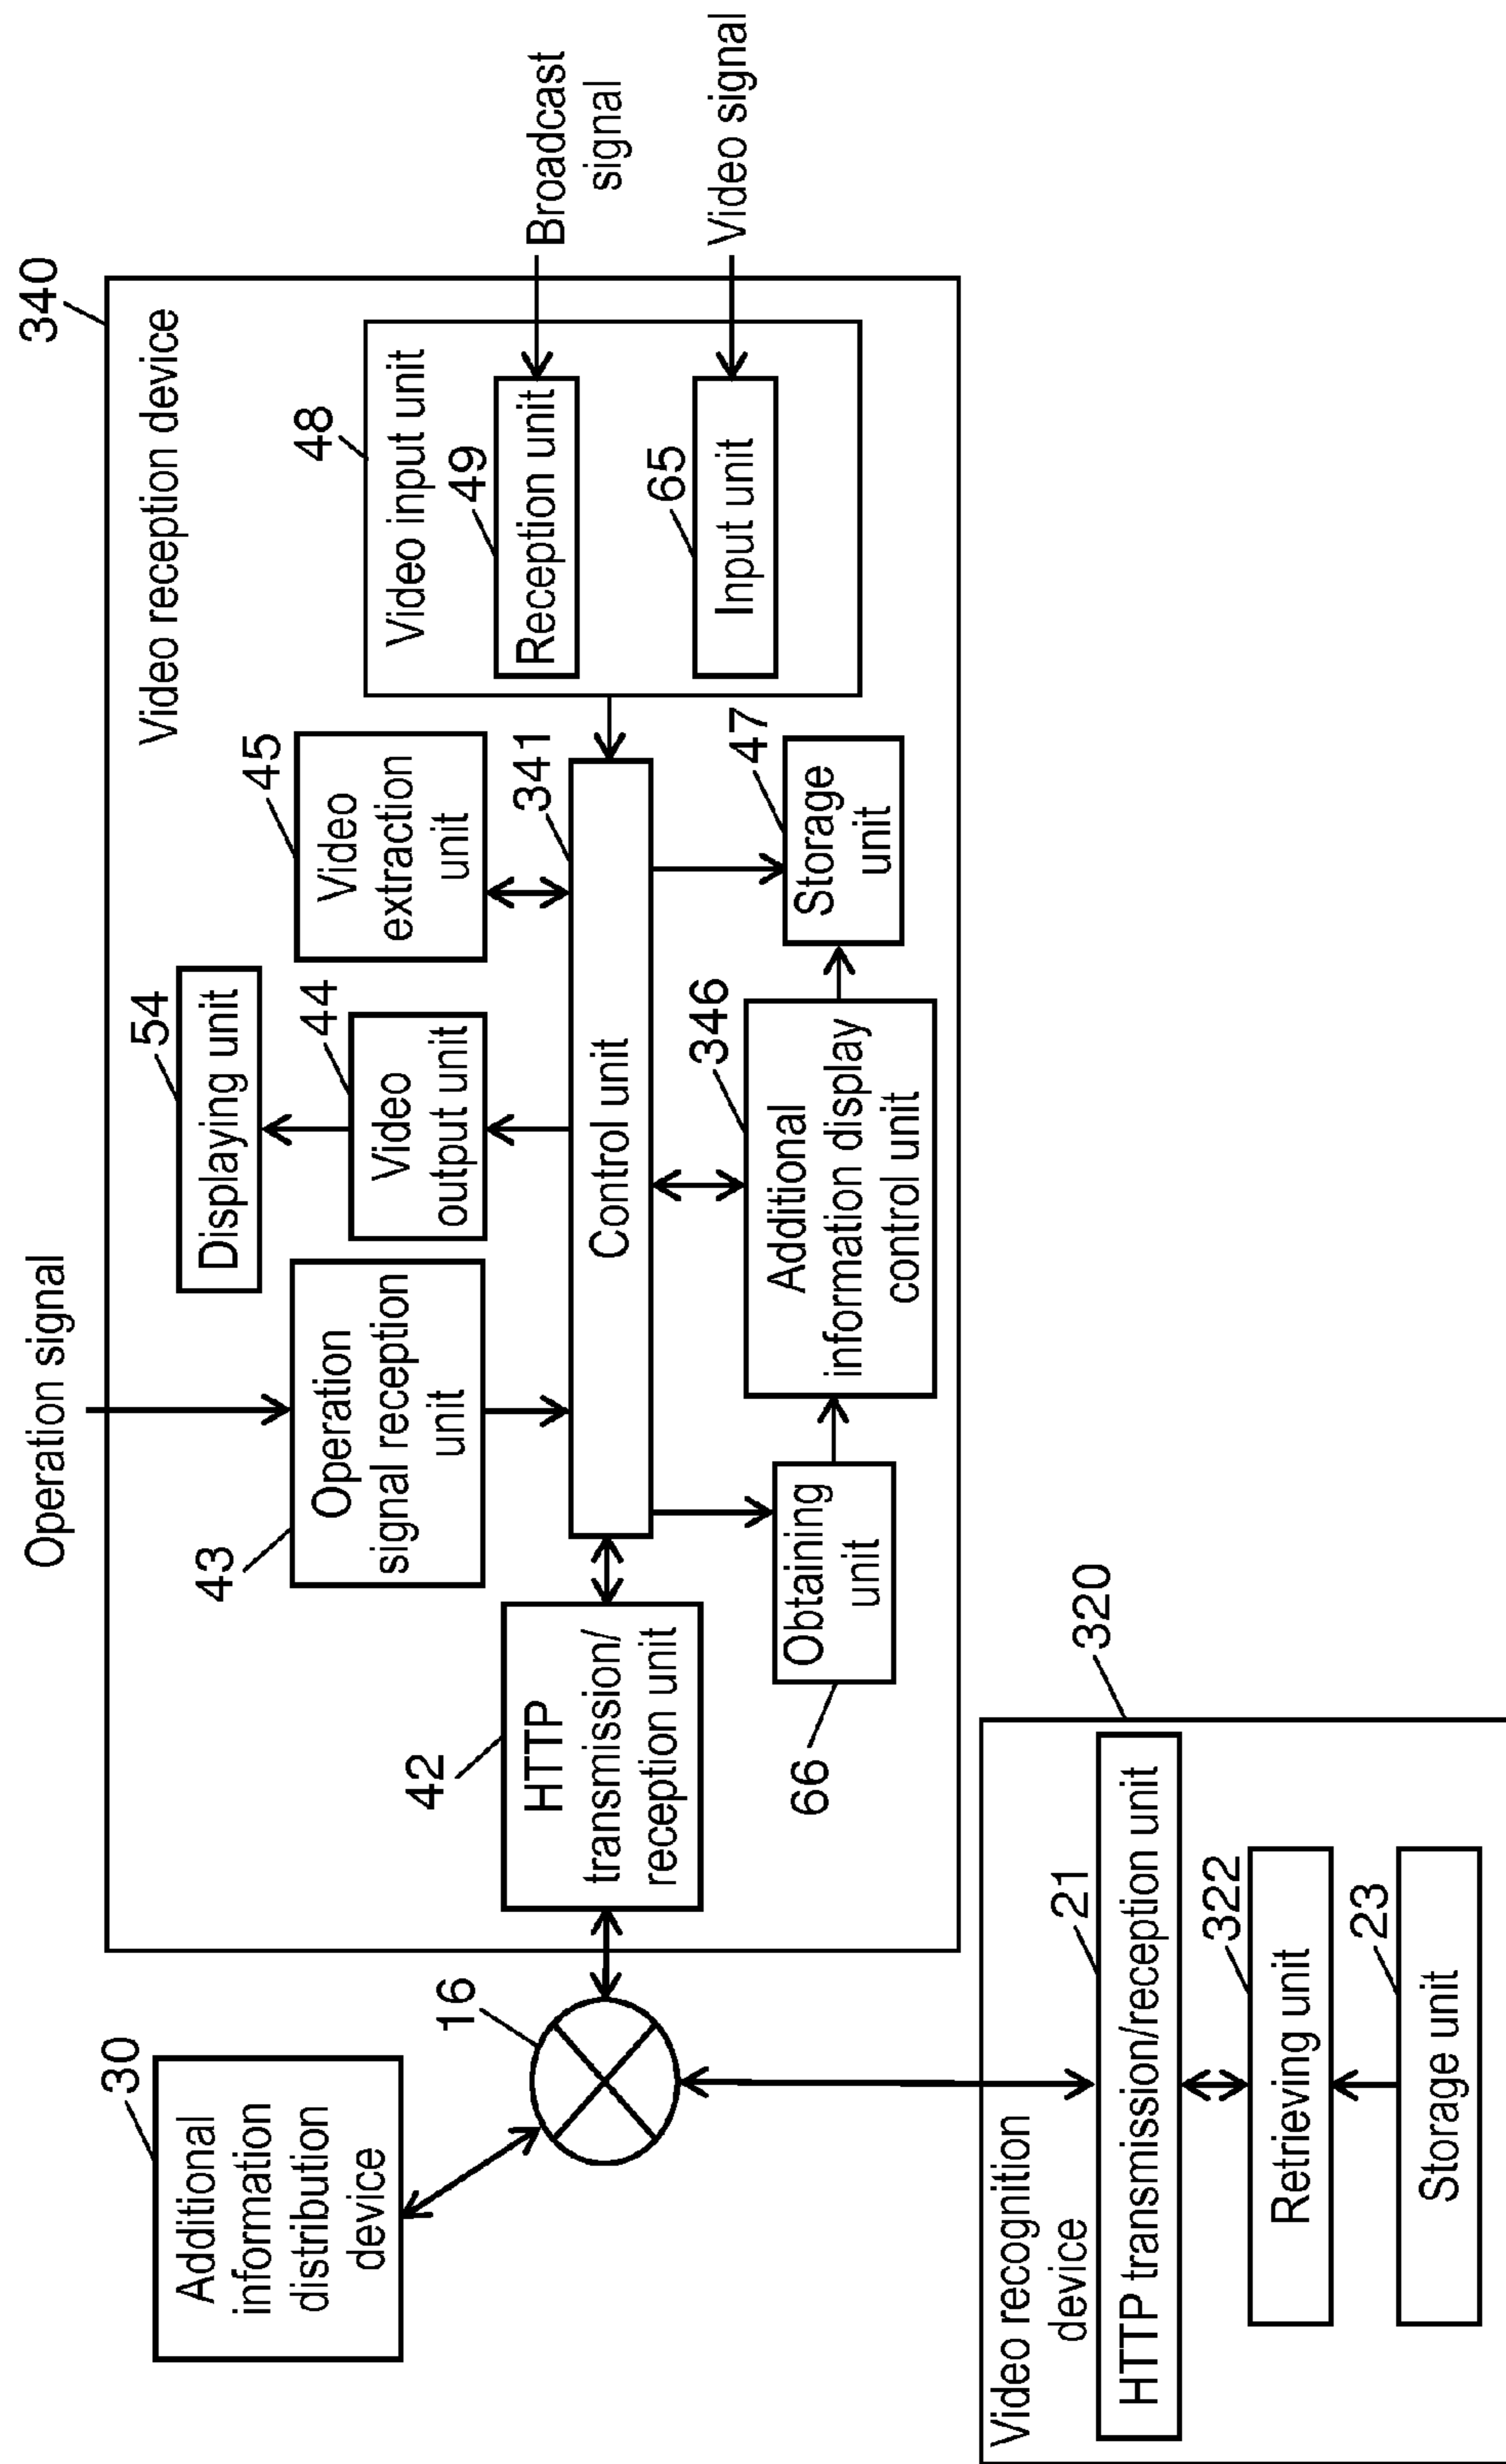 340
Video reception device
Operation signal
43
Operation
signal reception
unit
54
Displaying unit
44
Video
output unit
45
Video
extraction
unit
48
Video input unit
49
Reception unit
65
Input unit
Broadcast
signal
Video signal
341
Control unit
42
HTTP
transmission/
reception unit
66
Obtaining
unit
346
Additional
information display
control unit
47
Storage
unit
30
Additional
information
distribution
device
16
320
Video recognition
device
21
HTTP transmission/reception unit
322
Retrieving unit
23
Storage unit